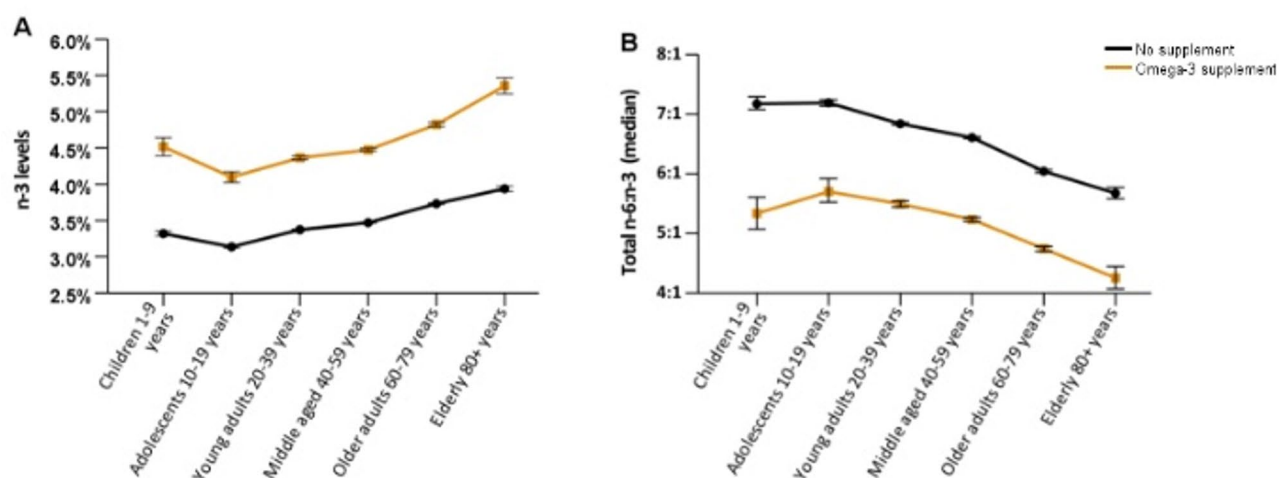 A
6.0%
5.5%
5.0%
4.5%
4.0%
3.5%
3.0%
2.5%
n-3 levels
Children 1-9
years
Adolescents 10-19 years
Young adults 20-39 years
Middle aged 40-59 years
Older adults 60-79 years
Elderly 80+ years
B
8:1
7:1
6:1
5:1
4:1
Total n-6:n-3 (median)
Children 1-9
years
Adolescents 10-19 years
Young adults 20-39 years
Middle aged 40-59 years
Older adults 60-79 years
Elderly 80+ years
No supplement
Omega-3 supplement